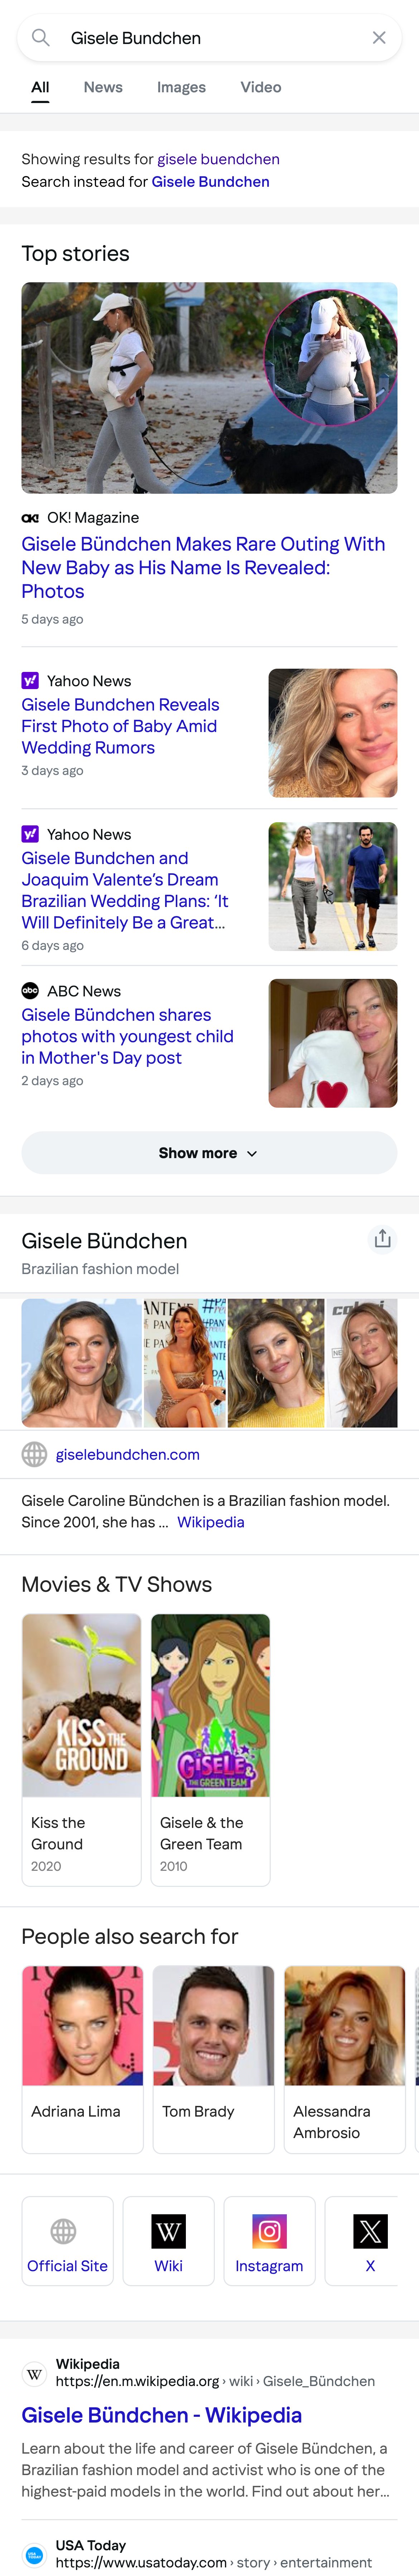 Gisele Bundchen
All News Images Video
Showing results for gisele buendchen
Search instead for Gisele Bundchen
Top stories
OK! OK! Magazine
Gisele Bündchen Makes Rare Outing With
New Baby as His Name Is Revealed:
Photos
5 days ago
y! Yahoo News
Gisele Bundchen Reveals
First Photo of Baby Amid
Wedding Rumors
3 days ago
y! Yahoo News
Gisele Bundchen and
Joaquim Valente’s Dream
Brazilian Wedding Plans: ‘It
Will Definitely Be a Great...
6 days ago
abc ABC News
Gisele Bündchen shares
photos with youngest child
in Mother's Day post
2 days ago
Show more
Gisele Bündchen
Brazilian fashion model
giselebundchen.com
Gisele Caroline Bündchen is a Brazilian fashion model.
Since 2001, she has ... Wikipedia
Movies & TV Shows
KISS THE
GROUND
GISELE &
THE GREEN TEAM
Kiss the
Ground
2020
Gisele & the
Green Team
2010
People also search for
Adriana Lima
Tom Brady
Alessandra
Ambrosio
Official Site
W
Wiki
Instagram
X
X
W Wikipedia
https://en.m.wikipedia.org › wiki › Gisele_Bündchen
Gisele Bündchen - Wikipedia
Learn about the life and career of Gisele Bündchen, a
Brazilian fashion model and activist who is one of the
highest-paid models in the world. Find out about her...
USA TODAY USA Today
https://www.usatoday.com › story › entertainment